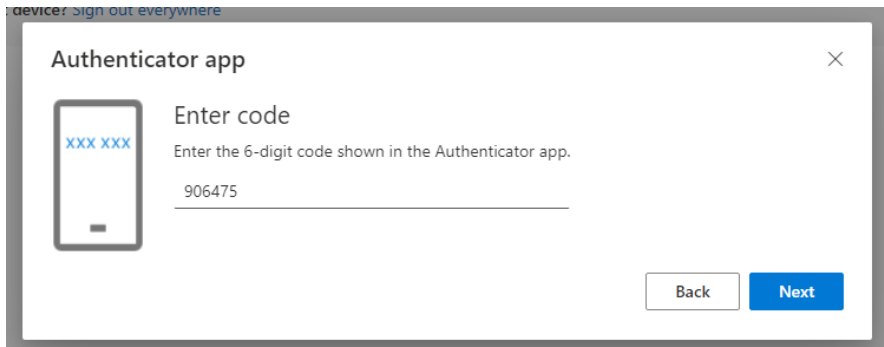 device? Sign out everywhere
Authenticator app
Enter code
xxx xxx
Enter the 6-digit code shown in the Authenticator app.
906475
Back
Next